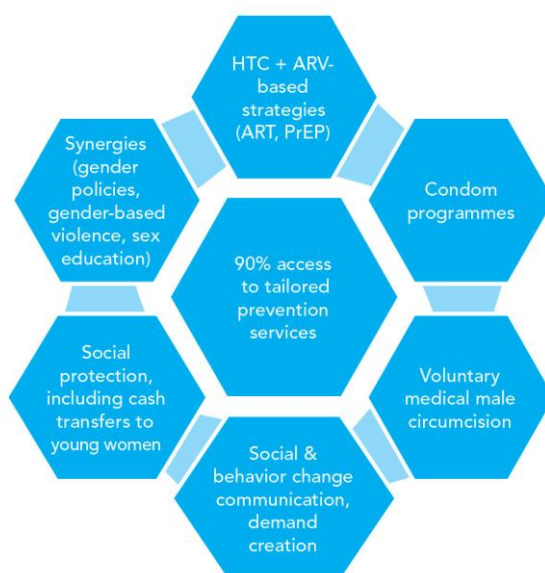 HTC + ARV-
based
strategies
(ART, PrEP)
Synergies
(gender
policies,
gender-based
violence, sex
education)
Condom
programmes
90% access
to tailored
prevention
services
Social
protection,
including cash
transfers to
young women
Voluntary
medical male
circumcision
Social &
behavior change
communication,
demand
creation